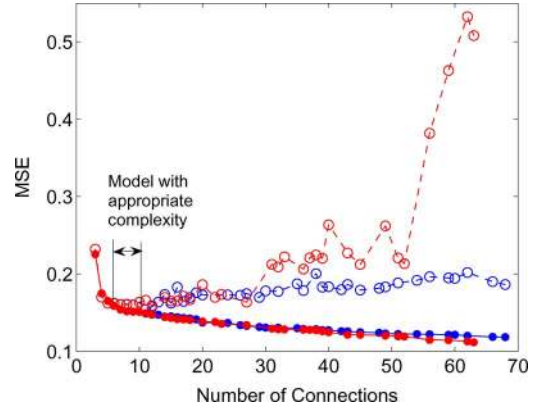 0.5
0.4
0.3
0.2
0.1
MSE
Model with
appropriate
complexity
0 10 20 30 40 50 60 70
Number of Connections